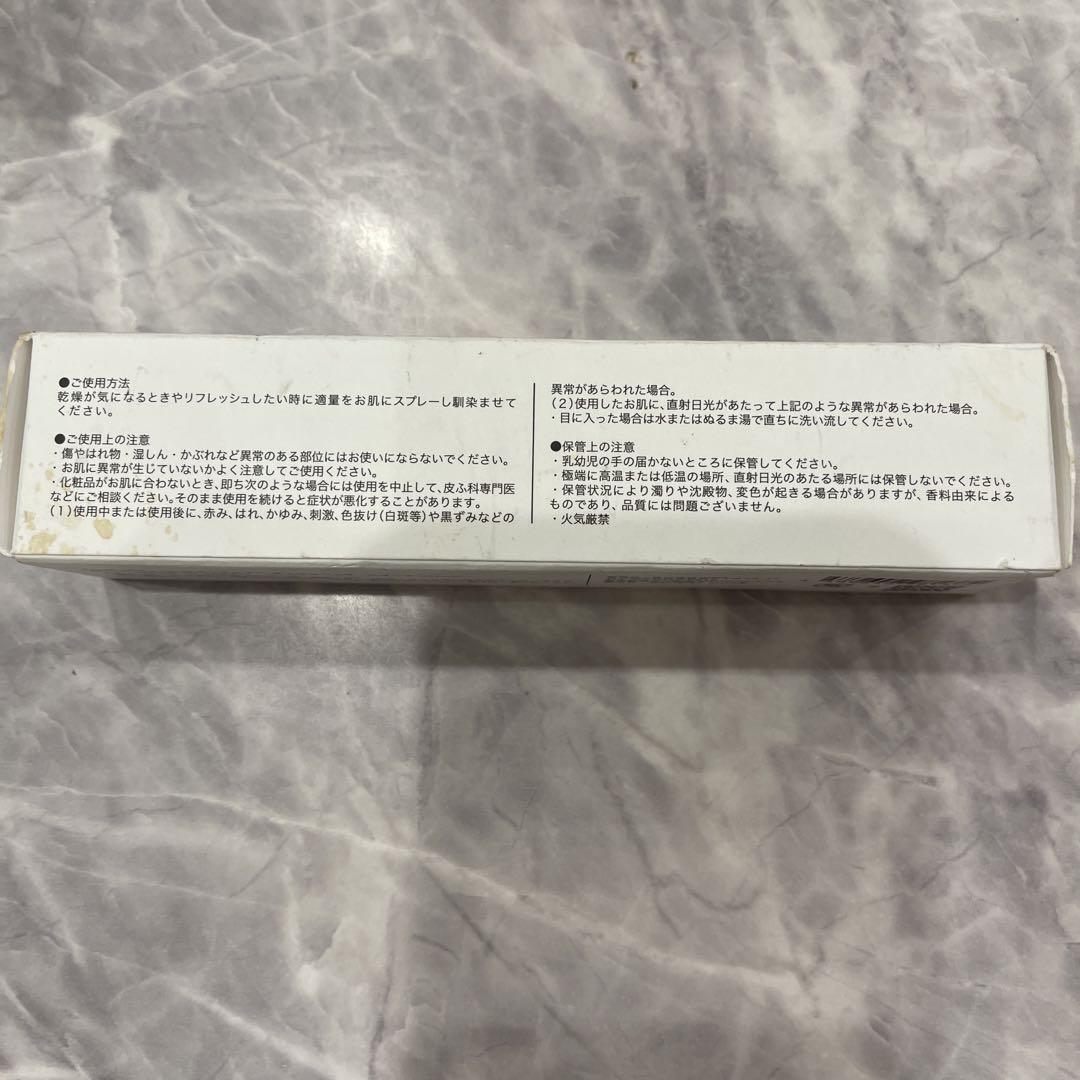 ●ご使用方法
乾燥が気になるときやリフレッシュしたい時に適量をお肌にスプレーし馴染ませて
ください。
●ご使用上の注意
・傷やはれ物・湿しん・かぶれなど異常のある部位にはお使いにならないでください。
・お肌に異常が生じていないかよく注意してご使用ください。
・化粧品がお肌に合わないとき、即ち次のような場合には使用を中止して、皮ふ科専門医
などにご相談ください。そのまま使用を続けると症状が悪化することがあります。
(1)使用中または使用後に、赤み、はれ、かゆみ、刺激、色抜け(白斑等)や黒ずみなどの
異常があらわれた場合。
(2)使用したお肌に、直射日光があたって上記のような異常があらわれた場合。
・目に入った場合は水またはぬるま湯で直ちに洗い流してください。
●保管上の注意
・乳幼児の手の届かないところに保管してください。
・極端に高温または低温の場所、直射日光のあたる場所には保管しないでください。
・保管状況により濁りや沈殿物、変色が起きる場合がありますが、香料由来による
ものであり、品質には問題ございません。
・火気厳禁